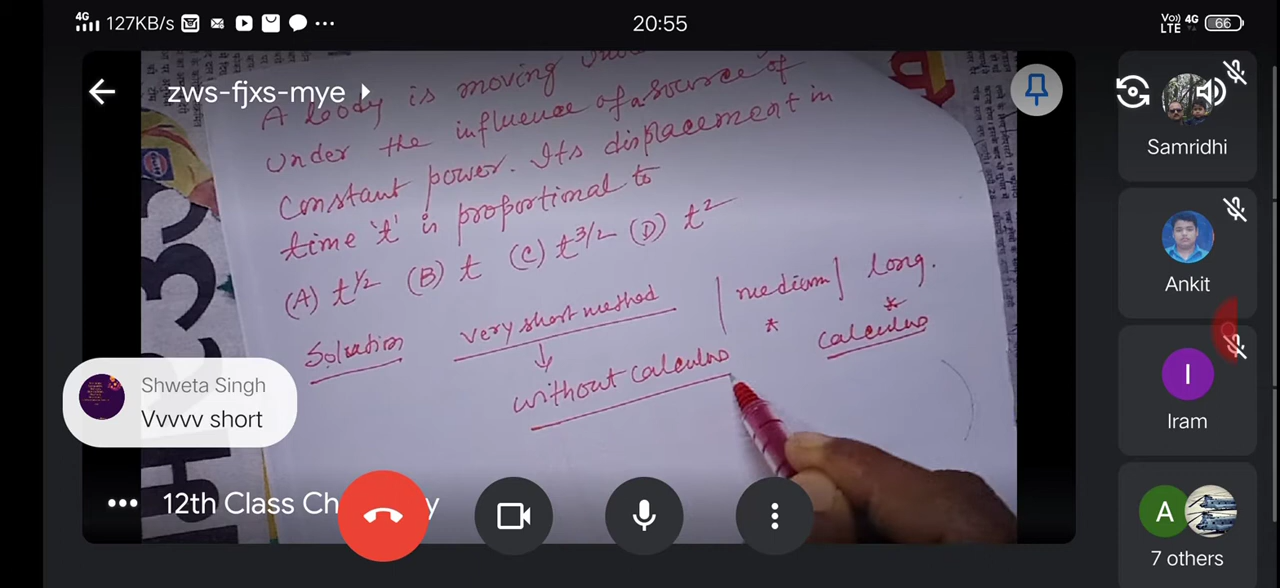 4G 127KB/s
20:55
Vo)) LTE 4G 66
zws-fjxs-mye
A body is moving
under the influence of a source of
constant power. Its displacement in
time 't' is proportional to
(A) t^1/2 (B) t (C) t^3/2 (D) t^2
Solution very short method | medium | long.
* *
↓ calculus
without calculus
Shweta Singh
Vvvvv short
••• 12th Class Ch y
Samridhi
Ankit
I
Iram
A
7 others